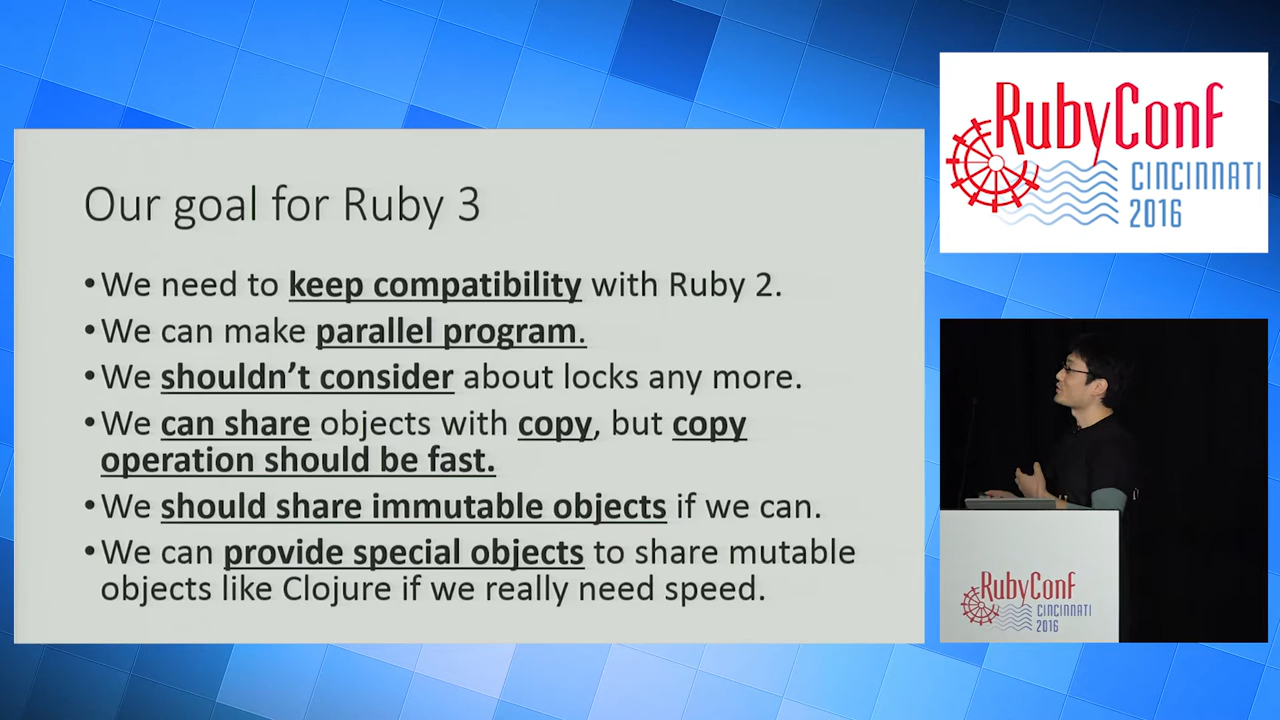 Our goal for Ruby 3
•We need to keep compatibility with Ruby 2.
•We can make parallel program.
•We shouldn't consider about locks any more.
•We can share objects with copy, but copy
operation should be fast.
•We should share immutable objects if we can.
•We can provide special objects to share mutable
objects like Clojure if we really need speed.
RubyConf
CINCINNATI
2016
RubyConf
CINCINNATI
2016